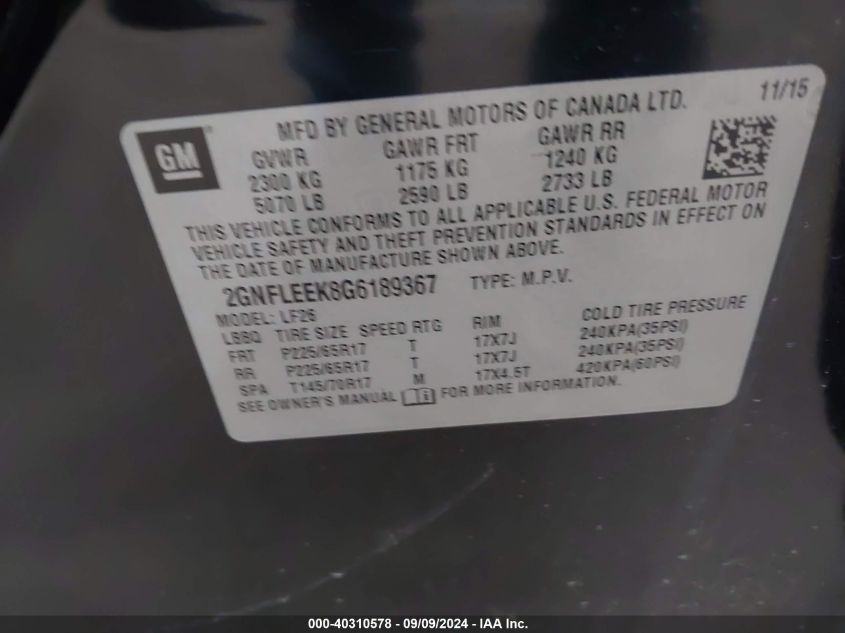 11/15
GM
MFD BY GENERAL MOTORS OF CANADA LTD.
GVWR GAWR FRT GAWR RR
2300 KG 1175 KG 1240 KG
5070 LB 2590 LB 2733 LB
THIS VEHICLE CONFORMS TO ALL APPLICABLE U.S. FEDERAL MOTOR
VEHICLE SAFETY AND THEFT PREVENTION STANDARDS IN EFFECT ON
THE DATE OF MANUFACTURE SHOWN ABOVE.
2GNFLEEK8G6189367 TYPE: M.P.V.
MODEL: LF26
LBBQ TIRE SIZE SPEED RTG RIM COLD TIRE PRESSURE
FRT P225/65R17 T 17X7J 240KPA(35PSI)
RR P225/65R17 T 17X7J 240KPA(35PSI)
SPA T145/70R17 M 17X4.5T 420KPA(60PSI)
SEE OWNER'S MANUAL FOR MORE INFORMATION.
000-40310578 - 09/09/2024 - IAA Inc.